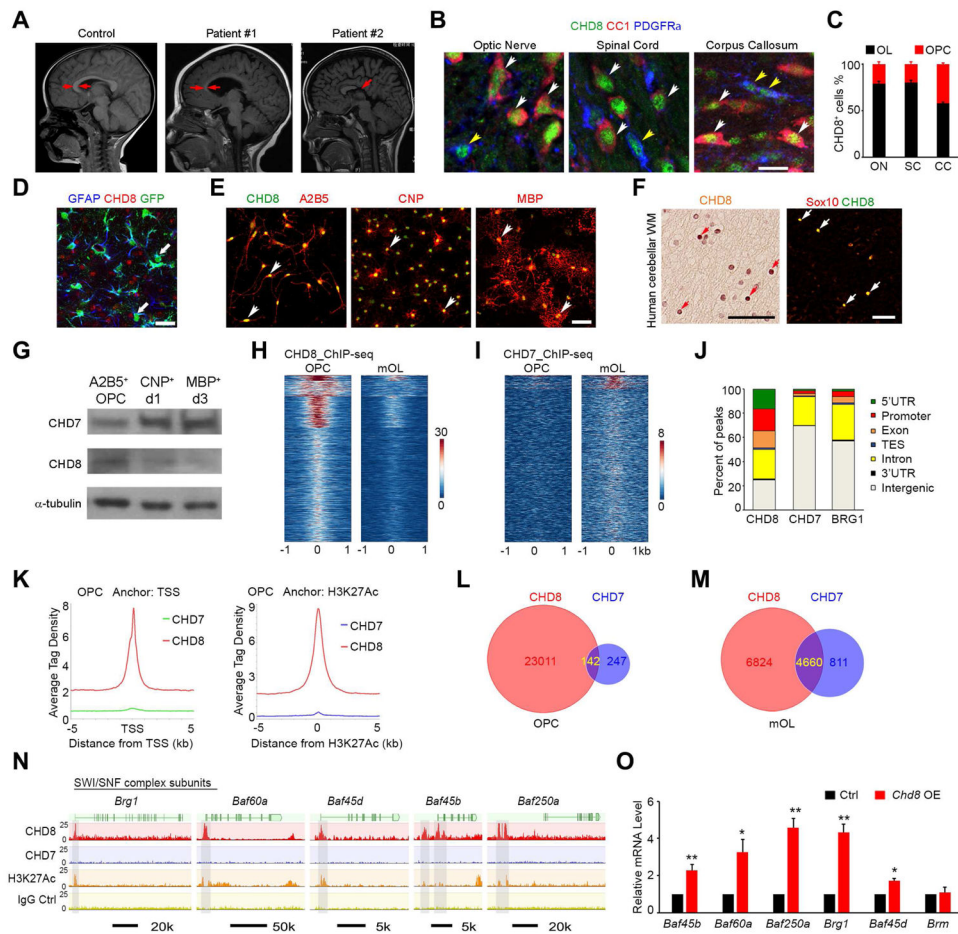 A
Control
Patient #1
Patient #2
B
CHD8 CC1 PDGFRa
Optic Nerve
Spinal Cord
Corpus Callosum
C
OL
OPC
CHD8⁺ cells %
100
50
0
ON SC CC
D
GFAP CHD8 GFP
E
CHD8 A2B5
CNP
MBP
F
Human cerebellar WM
CHD8
Sox10 CHD8
G
A2B5⁺ CNP⁺ MBP⁺
OPC d1 d3
CHD7
CHD8
α-tubulin
H
CHD8_ChIP-seq
OPC mOL
30
0
-1 0 1 -1 0 1
I
CHD7_ChIP-seq
OPC mOL
8
0
-1 0 1 -1 0 1kb
J
Percent of peaks
100
80
60
40
20
0
CHD8 CHD7 BRG1
5'UTR
Promoter
Exon
TES
Intron
3'UTR
Intergenic
K
OPC Anchor: TSS
Average Tag Density
8
6
4
2
0
CHD7
CHD8
-5 TSS 5
Distance from TSS (kb)
OPC Anchor: H3K27Ac
Average Tag Density
9
6
3
0
CHD7
CHD8
-5 0 5
Distance from H3K27Ac (kb)
L
CHD8 CHD7
23011 142 247
OPC
M
CHD8 CHD7
6824 4660 811
mOL
N
SWI/SNF complex subunits
Brg1 Baf60a Baf45d Baf45b Baf250a
CHD8
25
0
CHD7
25
0
H3K27Ac
25
0
IgG Ctrl
25
0
20k 50k 5k 5k 20k
O
Ctrl Chd8 OE
Relative mRNA Level
6
4
2
0
** * ** ** *
Baf45b Baf60a Baf250a Brg1 Baf45d Brm